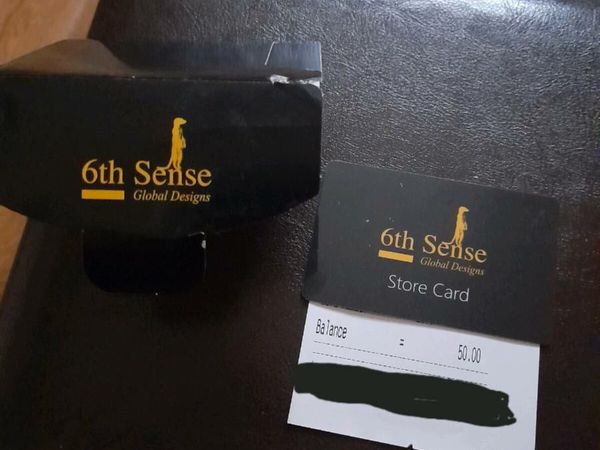 6th Sense
Global Designs
6th Sense
Global Designs
Store Card
Balance = 50.00